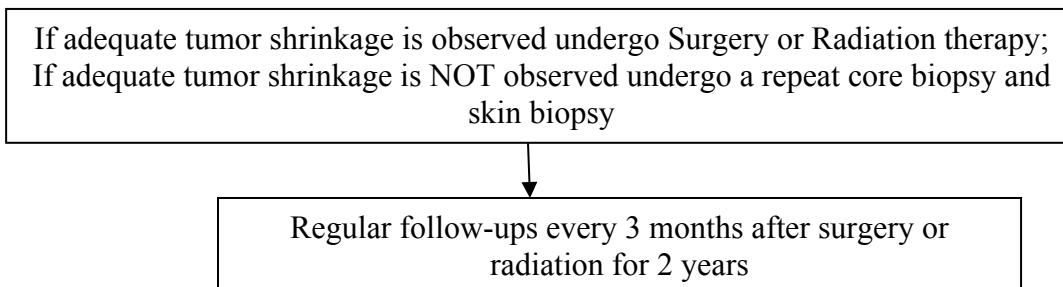 If adequate tumor shrinkage is observed undergo Surgery or Radiation therapy;
If adequate tumor shrinkage is NOT observed undergo a repeat core biopsy and
skin biopsy
Regular follow-ups every 3 months after surgery or
radiation for 2 years